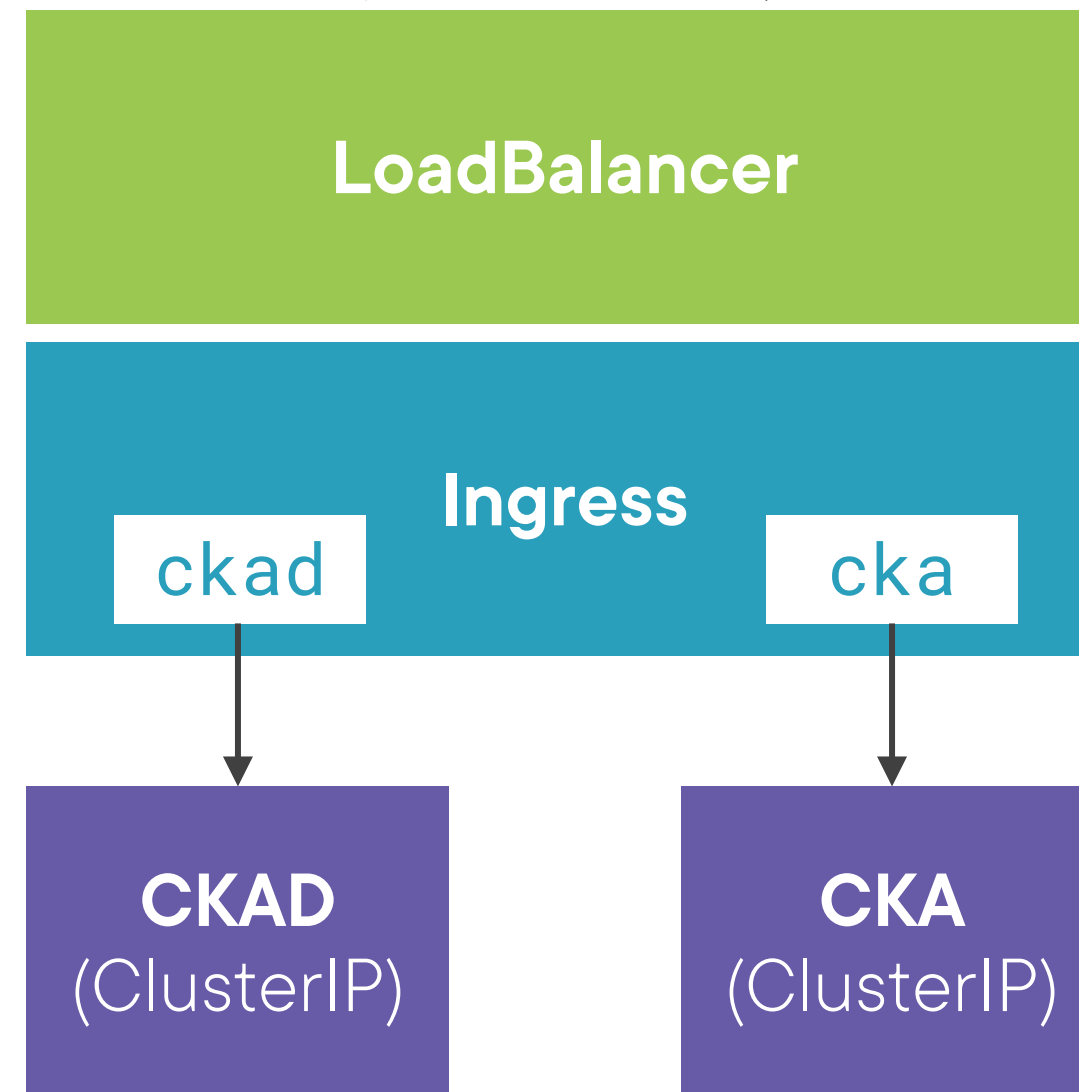 LoadBalancer
Ingress
ckad
cka
CKAD
(ClusterIP)
CKA
(ClusterIP)